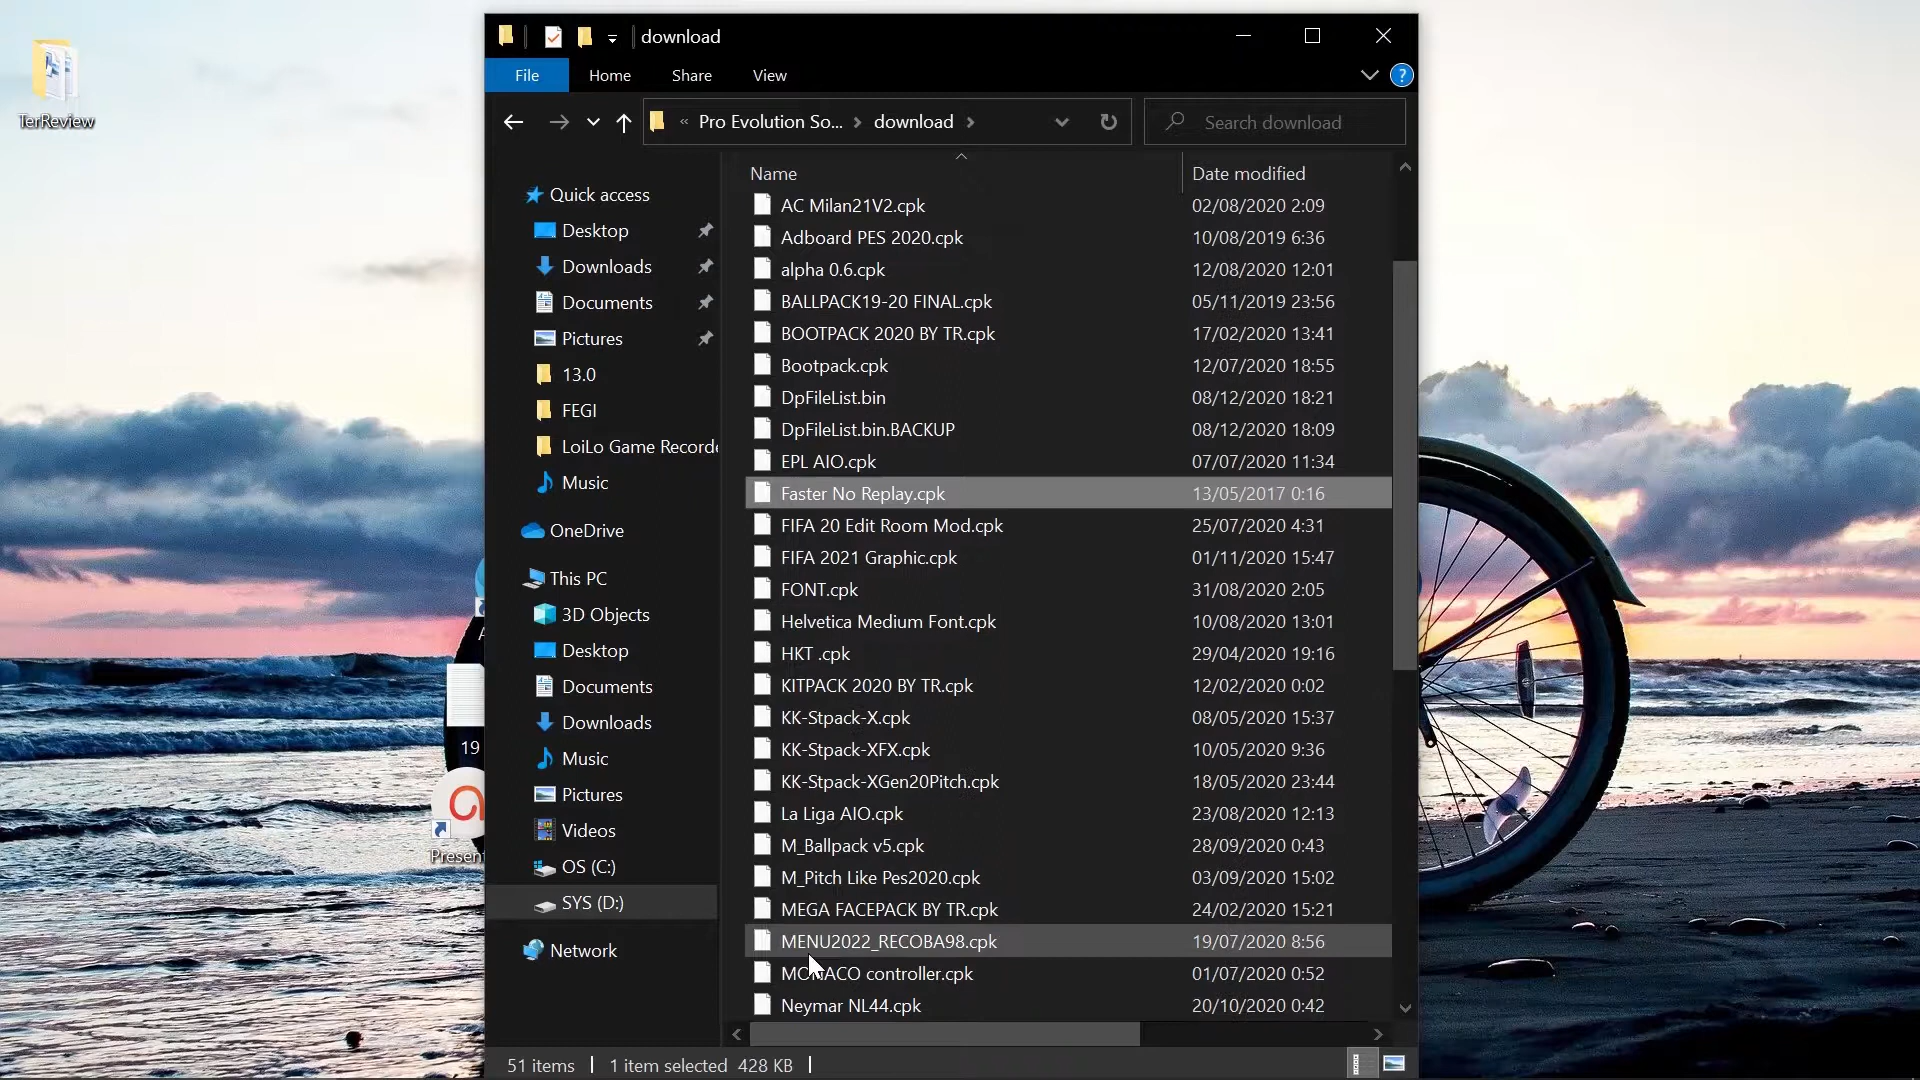 TerReview
19
Present
download
File Home Share View
« Pro Evolution So... › download ›
Search download
Name Date modified
Quick access
Desktop
Downloads
Documents
Pictures
13.0
FEGI
LoiLo Game Recorde
Music
OneDrive
This PC
3D Objects
Desktop
Documents
Downloads
Music
Pictures
Videos
OS (C:)
SYS (D:)
Network
AC Milan21V2.cpk 02/08/2020 2:09
Adboard PES 2020.cpk 10/08/2019 6:36
alpha 0.6.cpk 12/08/2020 12:01
BALLPACK19-20 FINAL.cpk 05/11/2019 23:56
BOOTPACK 2020 BY TR.cpk 17/02/2020 13:41
Bootpack.cpk 12/07/2020 18:55
DpFileList.bin 08/12/2020 18:21
DpFileList.bin.BACKUP 08/12/2020 18:09
EPL AIO.cpk 07/07/2020 11:34
Faster No Replay.cpk 13/05/2017 0:16
FIFA 20 Edit Room Mod.cpk 25/07/2020 4:31
FIFA 2021 Graphic.cpk 01/11/2020 15:47
FONT.cpk 31/08/2020 2:05
Helvetica Medium Font.cpk 10/08/2020 13:01
HKT .cpk 29/04/2020 19:16
KITPACK 2020 BY TR.cpk 12/02/2020 0:02
KK-Stpack-X.cpk 08/05/2020 15:37
KK-Stpack-XFX.cpk 10/05/2020 9:36
KK-Stpack-XGen20Pitch.cpk 18/05/2020 23:44
La Liga AIO.cpk 23/08/2020 12:13
M_Ballpack v5.cpk 28/09/2020 0:43
M_Pitch Like Pes2020.cpk 03/09/2020 15:02
MEGA FACEPACK BY TR.cpk 24/02/2020 15:21
MENU2022_RECOBA98.cpk 19/07/2020 8:56
MONACO controller.cpk 01/07/2020 0:52
Neymar NL44.cpk 20/10/2020 0:42
51 items 1 item selected 428 KB